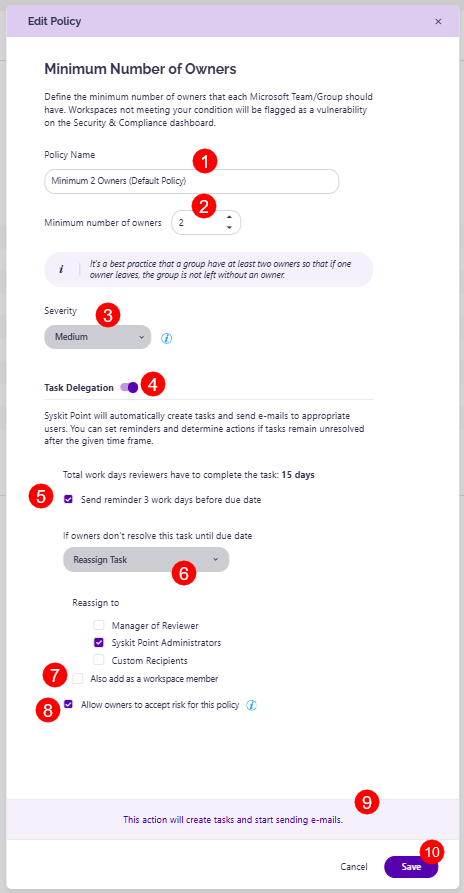 Edit Policy ×
Minimum Number of Owners
Define the minimum number of owners that each Microsoft Team/Group should
have. Workspaces not meeting your condition will be flagged as a vulnerability
on the Security & Compliance dashboard.
Policy Name
1
Minimum 2 Owners (Default Policy)
2
Minimum number of owners 2
i It's a best practice that a group have at least two owners so that if one
owner leaves, the group is not left without an owner.
Severity
3
Medium i
Task Delegation 4
Syskit Point will automatically create tasks and send e-mails to appropriate
users. You can set reminders and determine actions if tasks remain unresolved
after the given time frame.
Total work days reviewers have to complete the task: 15 days
5 Send reminder 3 work days before due date
If owners don't resolve this task until due date
Reassign Task
6
Reassign to
Manager of Reviewer
Syskit Point Administrators
Custom Recipients
7 Also add as a workspace member
8 Allow owners to accept risk for this policy i
9
This action will create tasks and start sending e-mails.
10
Cancel Save